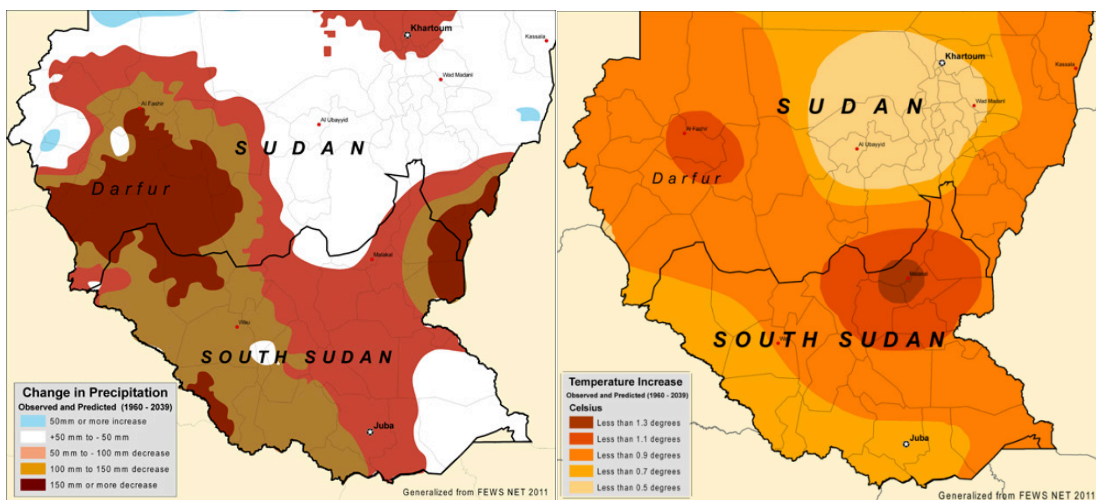 Khartoum
Kassala
Wad Madani
Al Fashir
Al Ubayyid
SUDAN
Darfur
Malakal
Wau
SOUTH SUDAN
Juba
Change in Precipitation
Observed and Predicted (1960 - 2039)
50mm or more increase
+50 mm to - 50 mm
50 mm to - 100 mm decrease
100 mm to 150 mm decrease
150 mm or more decrease
Generalized from FEWS NET 2011
Khartoum
Kassala
Wad Madani
SUDAN
Al Fashir
Al Ubayyid
Darfur
Malakal
SOUTH SUDAN
Juba
Temperature Increase
Observed and Predicted (1960 - 2039)
Celsius
Less than 1.3 degrees
Less than 1.1 degrees
Less than 0.9 degrees
Less than 0.7 degrees
Less than 0.5 degrees
Generalized from FEWS NET 2011